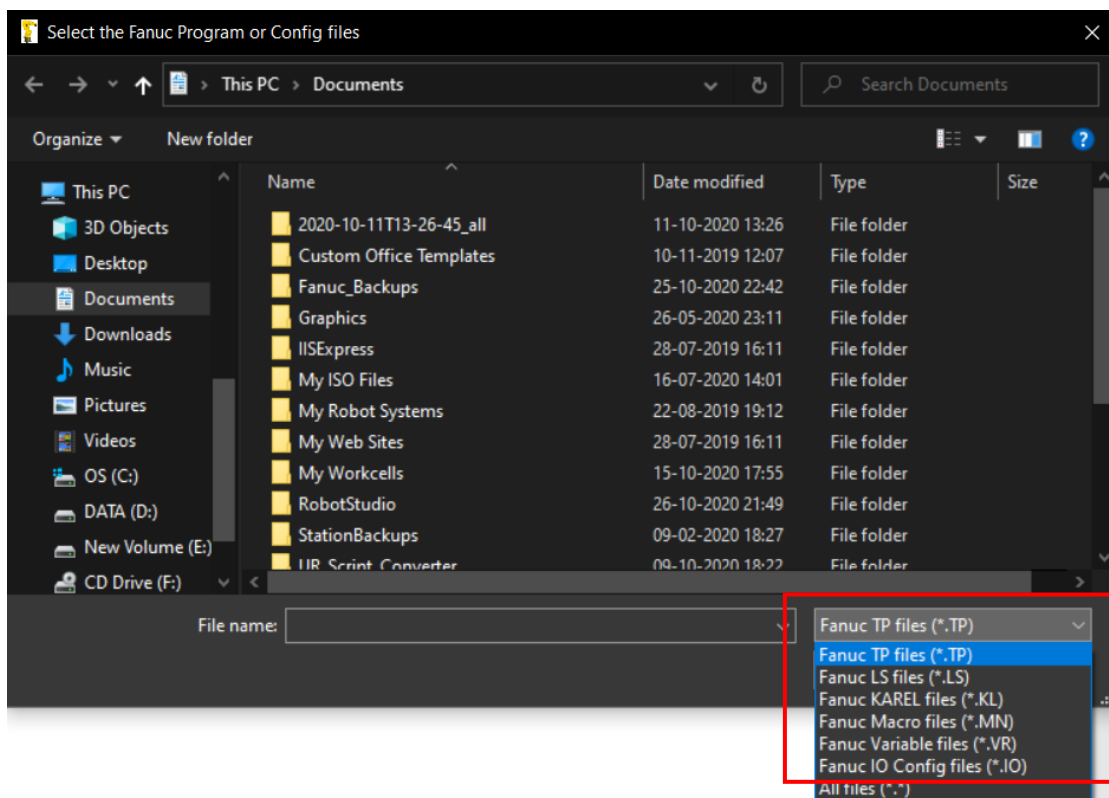 Select the Fanuc Program or Config files
This PC > Documents
Search Documents
Organize
New folder
Name Date modified Type Size
This PC
3D Objects
Desktop
Documents
Downloads
Music
Pictures
Videos
OS (C:)
DATA (D:)
New Volume (E:)
CD Drive (F:)
2020-10-11T13-26-45_all 11-10-2020 13:26 File folder
Custom Office Templates 10-11-2019 12:07 File folder
Fanuc_Backups 25-10-2020 22:42 File folder
Graphics 26-05-2020 23:11 File folder
IISExpress 28-07-2019 16:11 File folder
My ISO Files 16-07-2020 14:01 File folder
My Robot Systems 22-08-2019 19:12 File folder
My Web Sites 28-07-2019 16:11 File folder
My Workcells 15-10-2020 17:55 File folder
RobotStudio 26-10-2020 21:49 File folder
StationBackups 09-02-2020 18:27 File folder
UR_Script_Converter 09-10-2020 18:22 File folder
File name:
Fanuc TP files (*.TP)
Fanuc TP files (*.TP)
Fanuc LS files (*.LS)
Fanuc KAREL files (*.KL)
Fanuc Macro files (*.MN)
Fanuc Variable files (*.VR)
Fanuc IO Config files (*.IO)
All files (*.*)